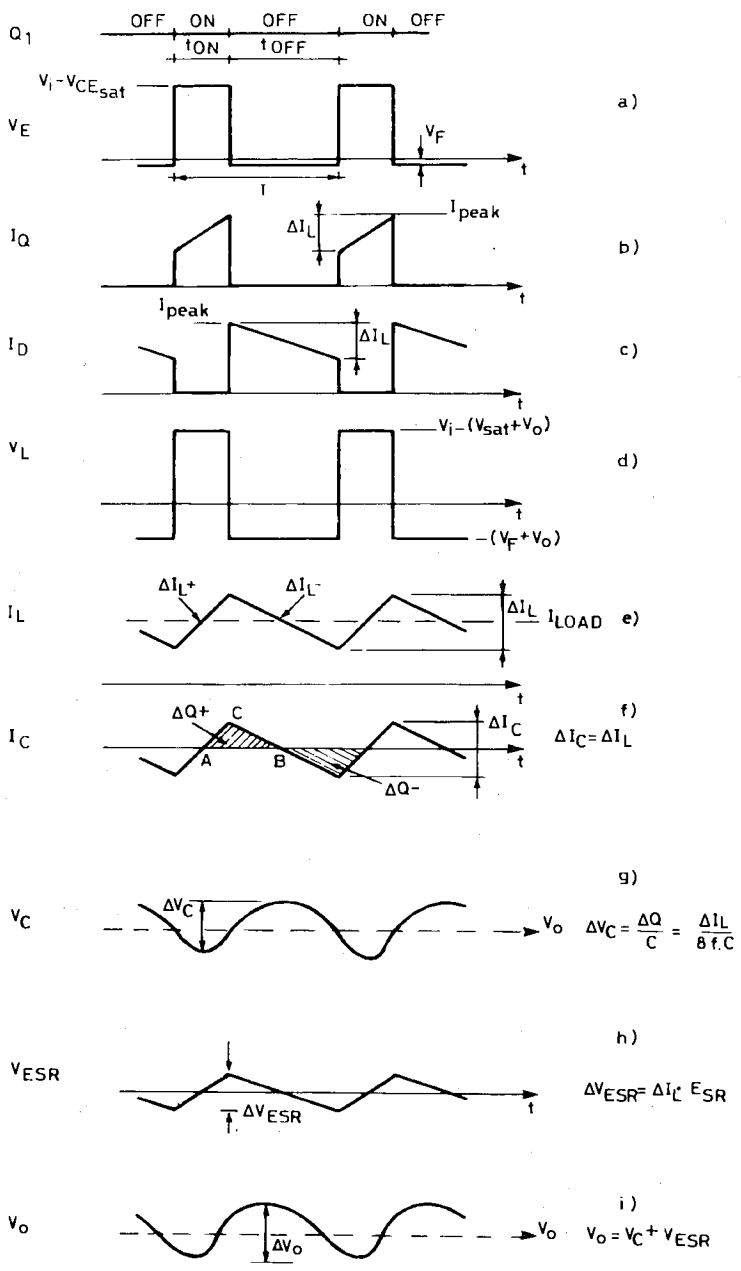 OFF ON OFF ON OFF
Q1
tON tOFF
VI-VCEsat
a)
VE
VF
t
I
IQ
ΔIL
Ipeak
b)
t
Ipeak
ID
ΔIL
c)
t
Vi-(Vsat+Vo)
VL
d)
t
-(VF+Vo)
ΔIL+ ΔIL-
IL
ΔIL
ILOAD
e)
t
f)
ΔQ+ C
ΔIC
IC
ΔIC=ΔIL
A B
t
ΔQ-
g)
ΔVC
VC
Vo
ΔVC = ΔQ/C = ΔIL/8f.C
h)
VESR
ΔVESR=ΔIL· ESR
t
ΔVESR
i)
Vo
Vo
Vo=VC+VESR
ΔVo